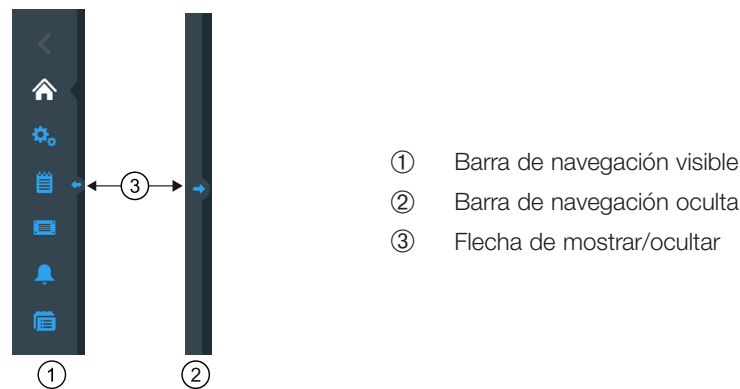 ③
① ②
① Barra de navegación visible
② Barra de navegación oculta
③ Flecha de mostrar/ocultar